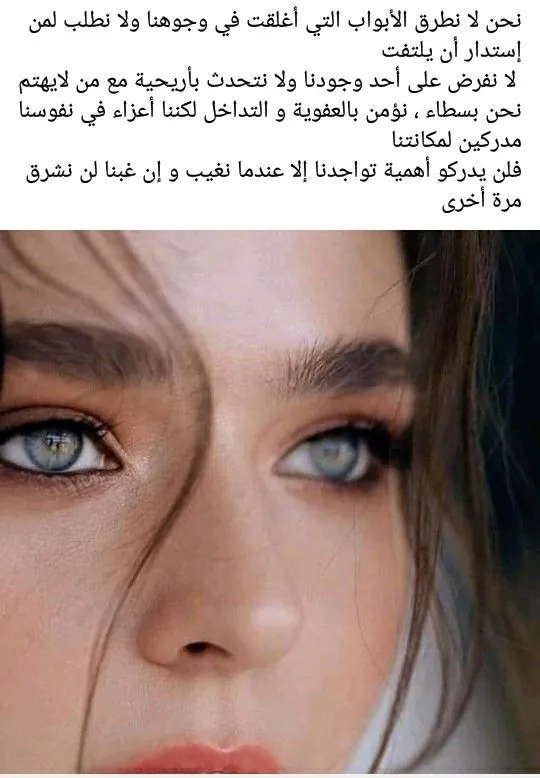 نحن لا نطرق الأبواب التي أغلقت في وجوهنا ولا نطلب لمن
إستدار أن يلتفت
لا نفرض على أحد وجودنا ولا نتحدث بأريحية مع من لايهتم
نحن بسطاء ، نؤمن بالعفوية و التداخل لكننا أعزاء في نفوسنا
مدركين لمكانتنا
فلن يدركو أهمية تواجدنا إلا عندما نغيب و إن غبنا لن نشرق
مرة أخرى